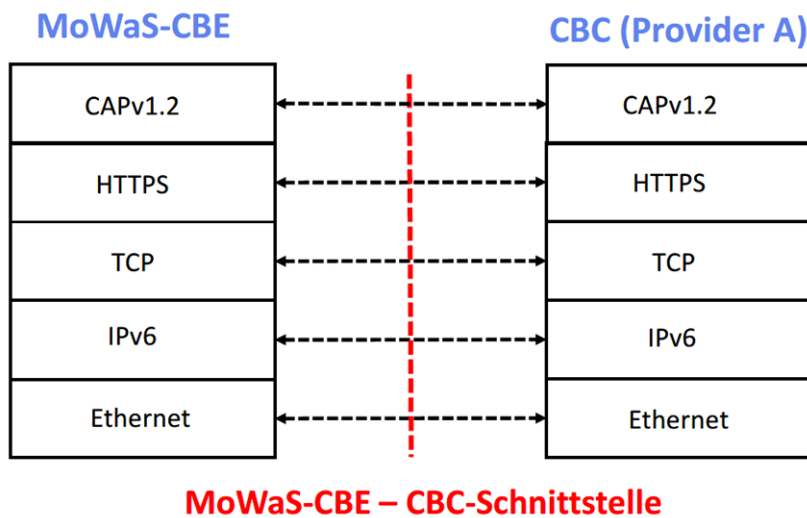 MoWaS-CBE
CBC (Provider A)
CAPv1.2
CAPv1.2
HTTPS
HTTPS
TCP
TCP
IPv6
IPv6
Ethernet
Ethernet
MoWaS-CBE – CBC-Schnittstelle